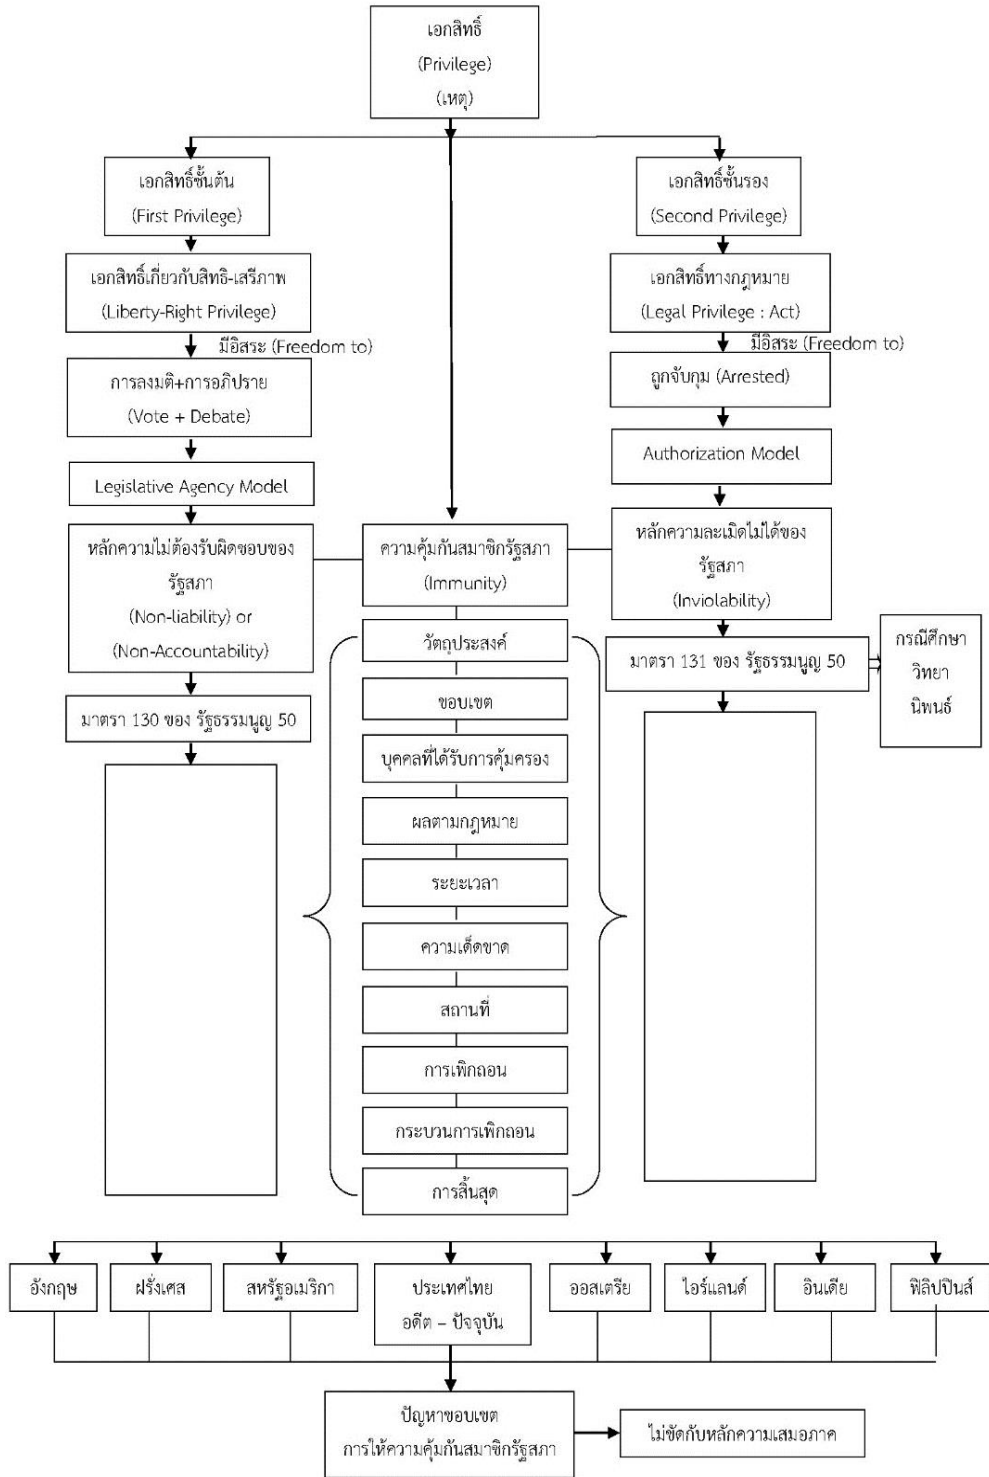 เอกสิทธิ์
(Privilege)
(เหตุ)
เอกสิทธิ์ชั้นต้น
(First Privilege)
เอกสิทธิ์ชั้นรอง
(Second Privilege)
เอกสิทธิ์เกี่ยวกับสิทธิ-เสรีภาพ
(Liberty-Right Privilege)
เอกสิทธิ์ทางกฎหมาย
(Legal Privilege : Act)
มีอิสระ (Freedom to)
มีอิสระ (Freedom to)
การลงมติ+การอภิปราย
(Vote + Debate)
ถูกจับกุม (Arrested)
Legislative Agency Model
Authorization Model
หลักความไม่ต้องรับผิดชอบของ
รัฐสภา
(Non-liability) or
(Non-Accountability)
ความคุ้มกันสมาชิกรัฐสภา
(Immunity)
หลักความละเมิดไม่ได้ของ
รัฐสภา
(Inviolability)
มาตรา 130 ของ รัฐธรรมนูญ 50
มาตรา 131 ของ รัฐธรรมนูญ 50
กรณีศึกษา
วิทยา
นิพนธ์
วัตถุประสงค์
ขอบเขต
บุคคลที่ได้รับการคุ้มครอง
ผลตามกฎหมาย
ระยะเวลา
ความเด็ดขาด
สถานที่
การเพิกถอน
กระบวนการเพิกถอน
การสิ้นสุด
อังกฤษ
ฝรั่งเศส
สหรัฐอเมริกา
ประเทศไทย
อดีต – ปัจจุบัน
ออสเตรีย
ไอร์แลนด์
อินเดีย
ฟิลิปปินส์
ปัญหาขอบเขต
การให้ความคุ้มกันสมาชิกรัฐสภา
ไม่ขัดกับหลักความเสมอภาค